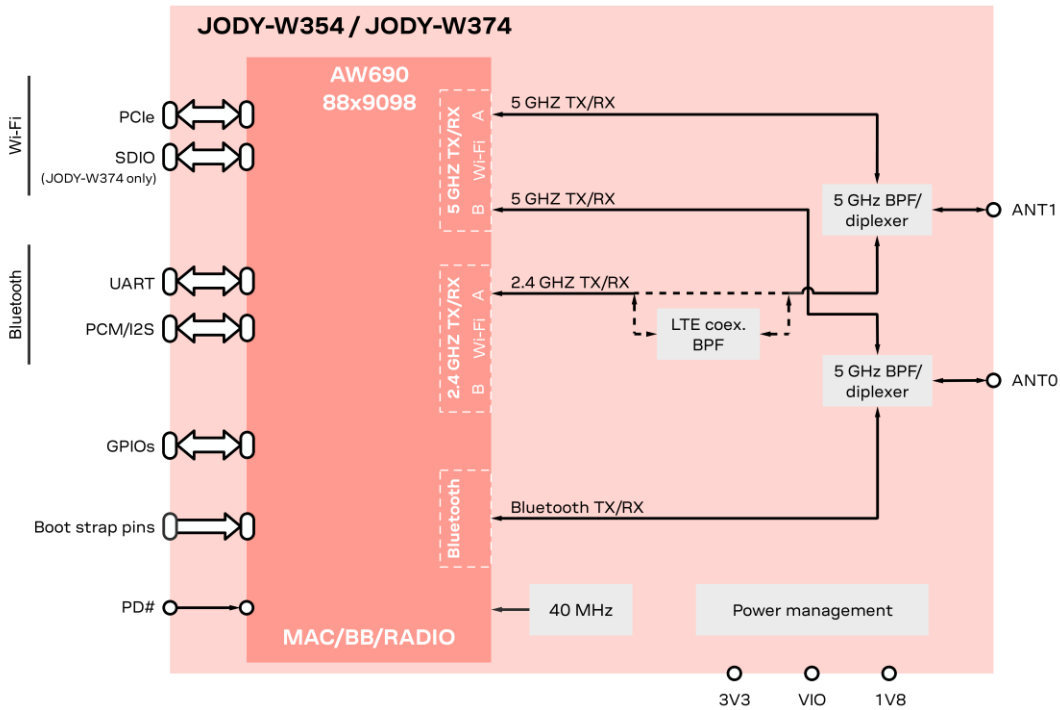 JODY-W354 / JODY-W374
AW690
88x9098
Wi-Fi
PCIe
SDIO
(JODY-W374 only)
Bluetooth
UART
PCM/I2S
GPIOs
Boot strap pins
PD#
5 GHZ TX/RX
Wi-Fi
A
B
2.4 GHZ TX/RX
Wi-Fi
A
B
Bluetooth
MAC/BB/RADIO
5 GHZ TX/RX
5 GHZ TX/RX
2.4 GHZ TX/RX
LTE coex.
BPF
Bluetooth TX/RX
5 GHz BPF/
diplexer
ANT1
5 GHz BPF/
diplexer
ANT0
40 MHz
Power management
3V3
VIO
1V8